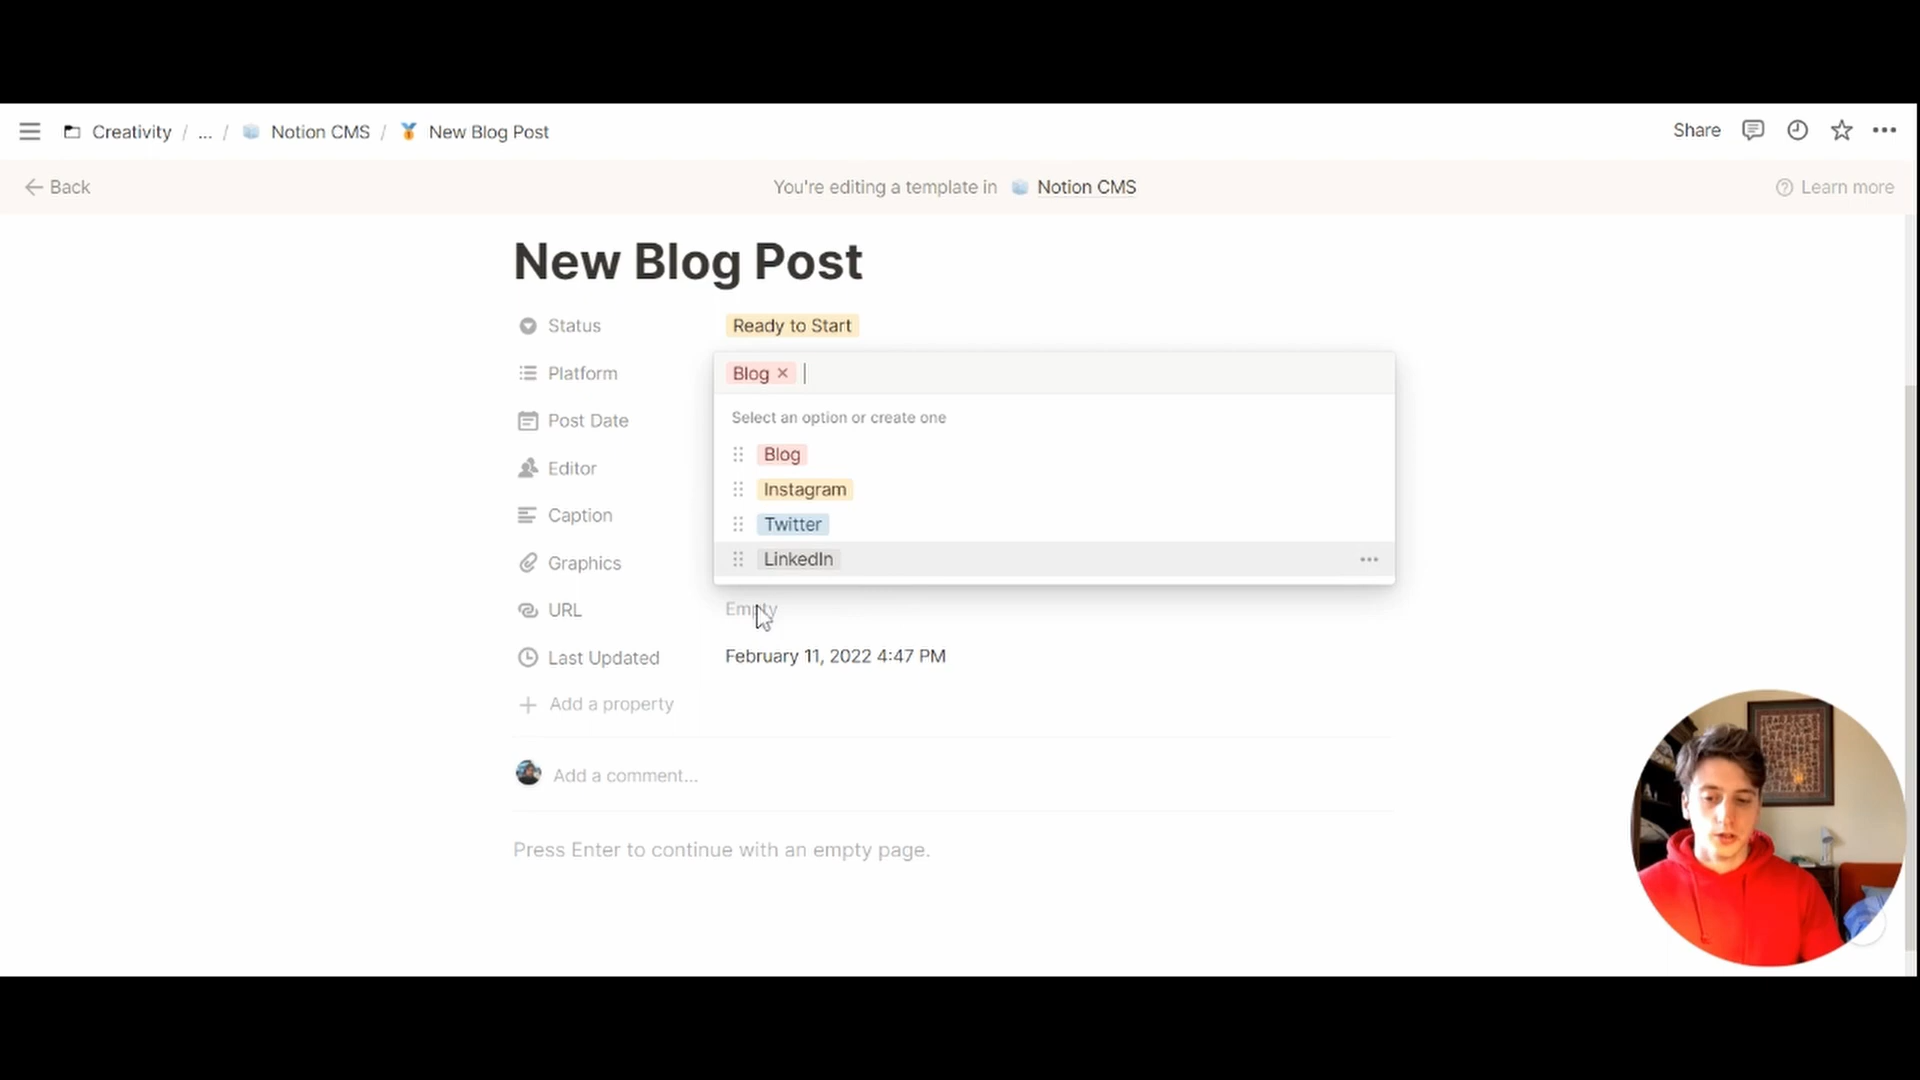 Creativity / ... / Notion CMS / New Blog Post
Share
Back
You're editing a template in Notion CMS
Learn more
New Blog Post
Status Ready to Start
Platform Blog
Select an option or create one
Post Date
Blog
Editor
Instagram
Caption
Twitter
Graphics
LinkedIn
URL Empty
Last Updated February 11, 2022 4:47 PM
Add a property
Add a comment...
Press Enter to continue with an empty page.